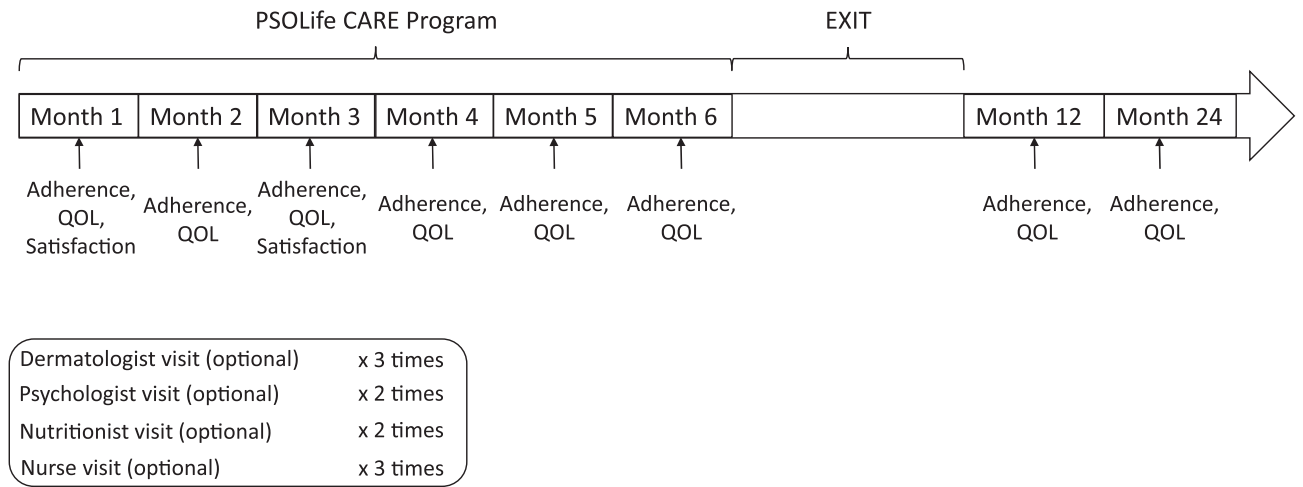 PSOLife CARE Program
EXIT
Month 1
Month 2
Month 3
Month 4
Month 5
Month 6
Month 12
Month 24
Adherence,
QOL,
Satisfaction
Adherence,
QOL
Adherence,
QOL,
Satisfaction
Adherence,
QOL
Adherence,
QOL
Adherence,
QOL
Adherence,
QOL
Adherence,
QOL
Dermatologist visit (optional) x 3 times
Psychologist visit (optional) x 2 times
Nutritionist visit (optional) x 2 times
Nurse visit (optional) x 3 times